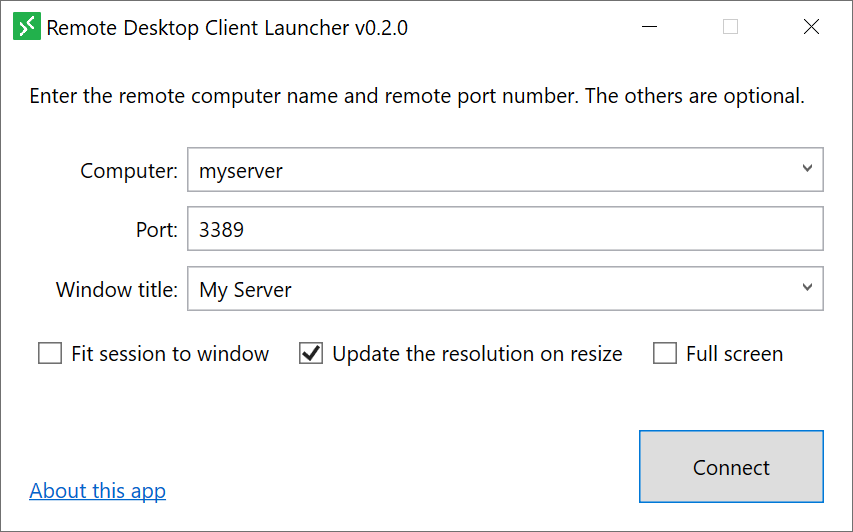 Remote Desktop Client Launcher v0.2.0
Enter the remote computer name and remote port number. The others are optional.
Computer: myserver
Port: 3389
Window title: My Server
Fit session to window Update the resolution on resize Full screen
Connect
About this app